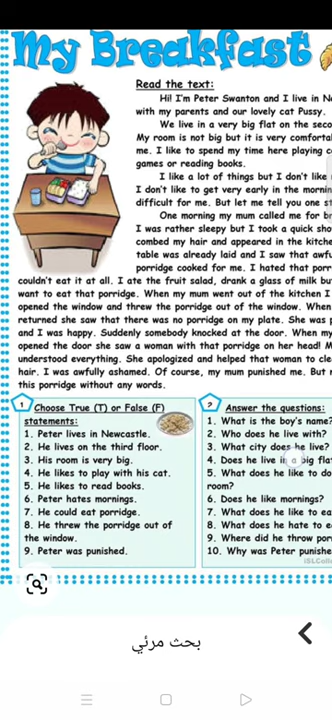 My Breakfast
Read the text:
Hi! I'm Peter Swanton and I live in
with my parents and our lovely cat Pussy.
We live in a very big flat on the
My room is not big but it is very
me. I like to spend my time here playing
games or reading books.
I like a lot of things but I don't like
I don't like to get very early in the
difficult for me. But let me tell you one
One morning my mum called me for
I was rather sleepy but I took a quick
combed my hair and appeared in the
table was already laid and I saw that
porridge cooked for me. I hated that
couldn't eat it at all. I ate the fruit salad, drank a glass of milk
want to eat that porridge. When my mum went out of the kitchen I
opened the window and threw the porridge out of the window. When
returned she saw that there was no porridge on my plate. She was
and I was happy. Suddenly somebody knocked at the door. When my
opened the door she saw a woman with that porridge on her head!
understood everything. She apologized and helped that woman to
hair. I was awfully ashamed. Of course, my mum punished me. But
this porridge without any words.
1 Choose True (T) or False (F)
statements:
1. Peter lives in Newcastle.
2. He lives on the third floor.
3. His room is very big.
4. He likes to play with his cat.
5. He likes to read books.
6. Peter hates mornings.
7. He could eat porridge.
8. He threw the porridge out of
the window.
9. Peter was punished.
2 Answer the questions:
1. What is the boy's name?
2. Who does he live with?
3. What city does he live?
4. Does he live in a big
5. What does he like to do
room?
6. Does he like mornings?
7. What does he like to
8. What does he hate to
9. Where did he throw
10. Why was Peter
بحث مرئي